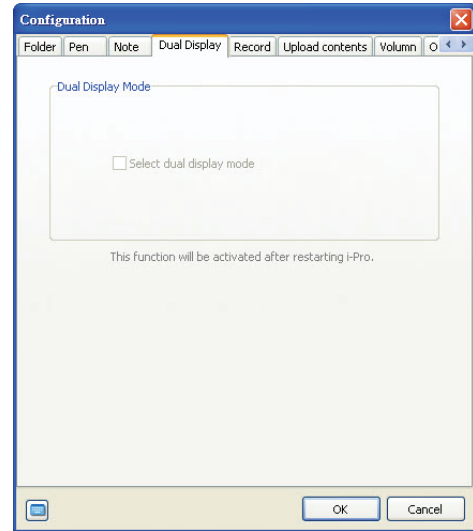 Configuration
Folder Pen Note Dual Display Record Upload contents Volumn O
Dual Display Mode
Select dual display mode
This function will be activated after restarting i-Pro.
OK Cancel